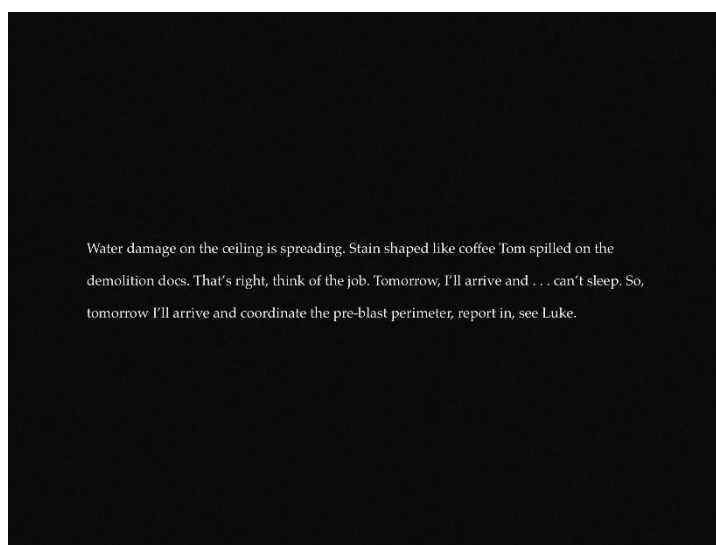 Water damage on the ceiling is spreading. Stain shaped like coffee Tom spilled on the
demolition docs. That’s right, think of the job. Tomorrow, I’ll arrive and . . . can’t sleep. So,
tomorrow I’ll arrive and coordinate the pre-blast perimeter, report in, see Luke.